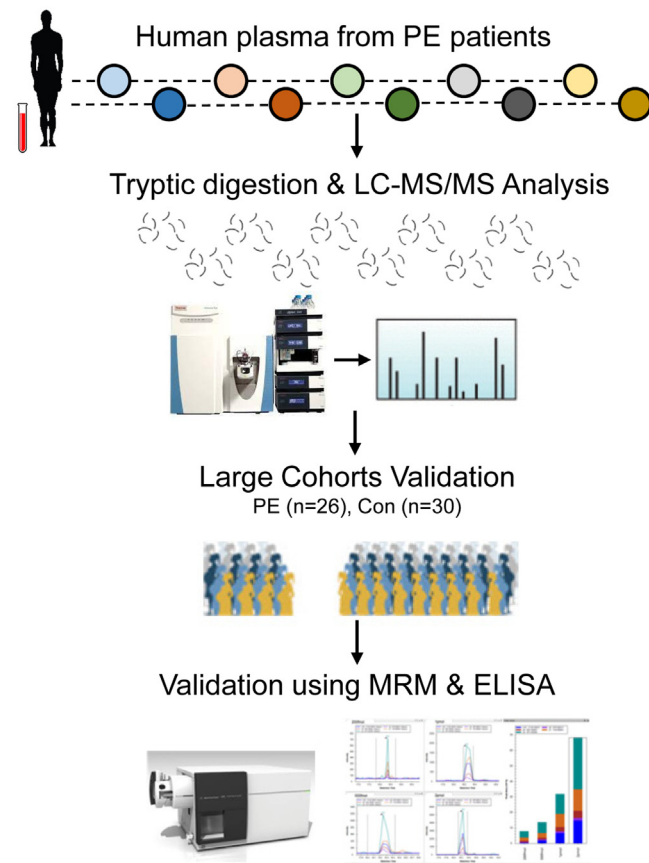 Human plasma from PE patients
Tryptic digestion & LC-MS/MS Analysis
Large Cohorts Validation
PE (n=26), Con (n=30)
Validation using MRM & ELISA